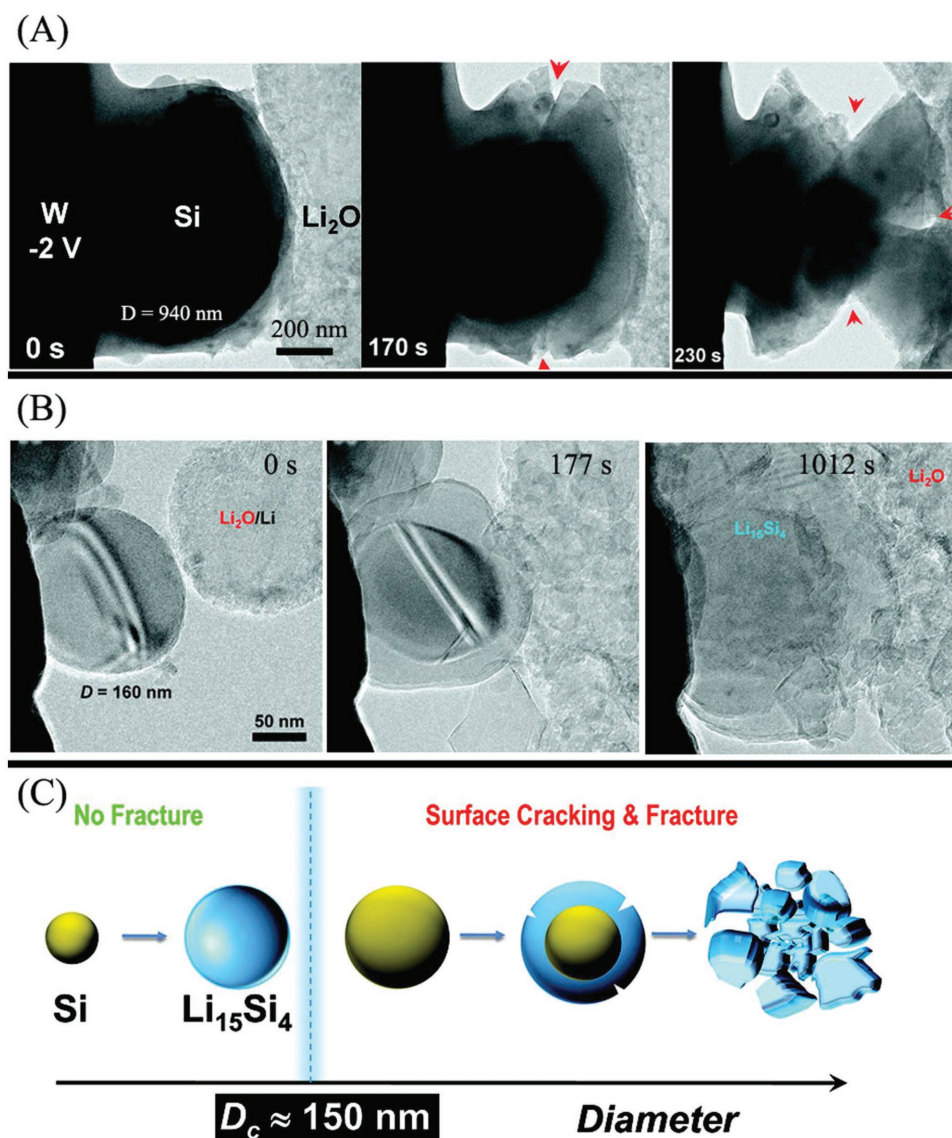 (A)
W
-2 V
Si
Li₂O
D = 940 nm
200 nm
0 s
170 s
230 s
(B)
0 s
Li₂O/Li
D = 160 nm
50 nm
177 s
1012 s
Li₂O
Li₁₅Si₄
(C)
No Fracture
Surface Cracking & Fracture
Si
Li₁₅Si₄
D꜀ ≈ 150 nm
Diameter